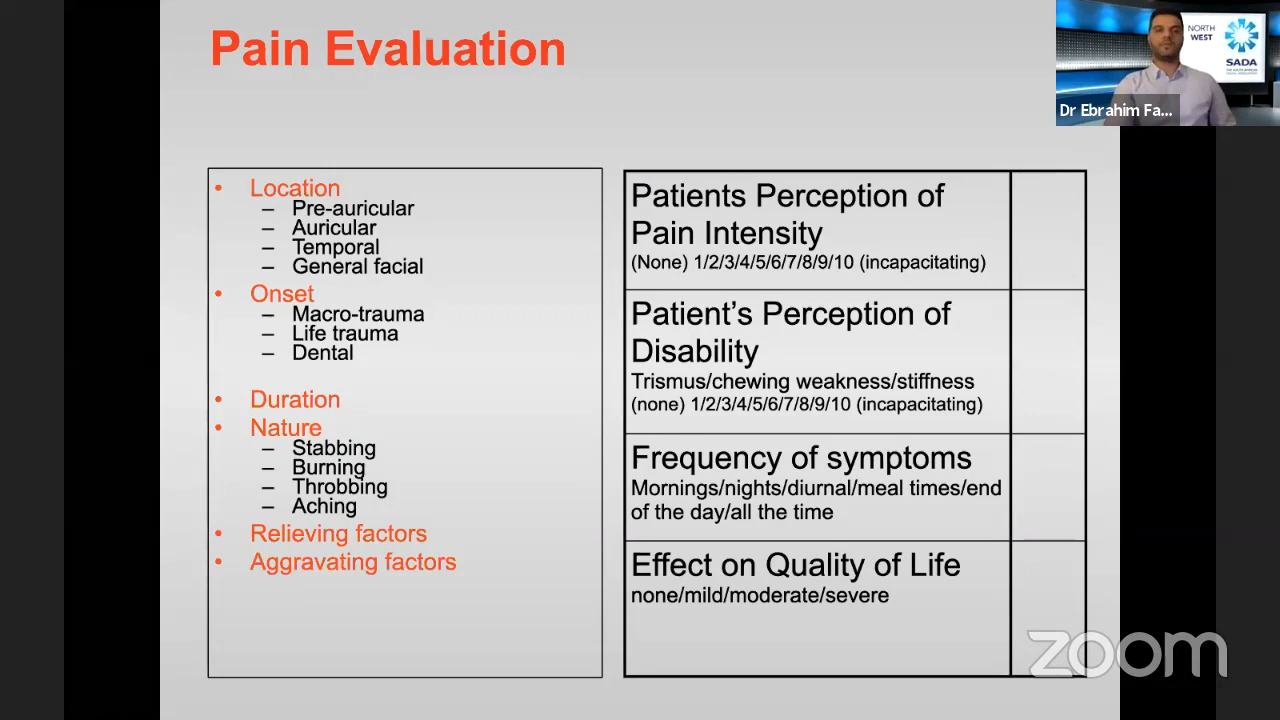 Pain Evaluation
NORTH
WEST
SADA
Dr Ebrahim Fa...
• Location
– Pre-auricular
– Auricular
– Temporal
– General facial
• Onset
– Macro-trauma
– Life trauma
– Dental
• Duration
• Nature
– Stabbing
– Burning
– Throbbing
– Aching
• Relieving factors
• Aggravating factors
Patients Perception of
Pain Intensity
(None) 1/2/3/4/5/6/7/8/9/10 (incapacitating)
Patient’s Perception of
Disability
Trismus/chewing weakness/stiffness
(none) 1/2/3/4/5/6/7/8/9/10 (incapacitating)
Frequency of symptoms
Mornings/nights/diurnal/meal times/end
of the day/all the time
Effect on Quality of Life
none/mild/moderate/severe
zoom